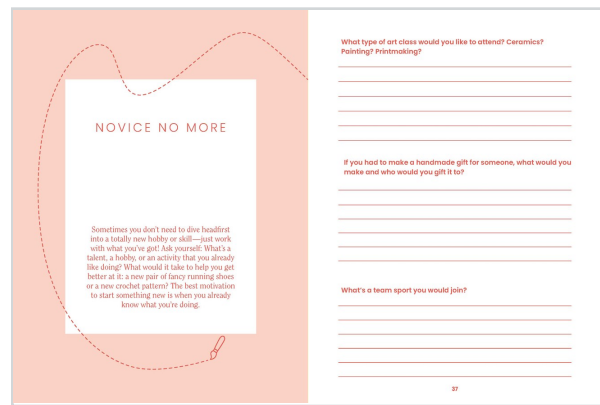 NOVICE NO MORE
Sometimes you don't need to dive headfirst
into a totally new hobby or skill—just work
with what you've got! Ask yourself: What's a
talent, a hobby, or an activity that you already
like doing? What would it take to help you get
better at it: a new pair of fancy running shoes
or a new crochet pattern? The best motivation
to start something new is when you already
know what you're doing.
What type of art class would you like to attend? Ceramics?
Painting? Printmaking?
If you had to make a handmade gift for someone, what would you
make and who would you gift it to?
What's a team sport you would join?
37